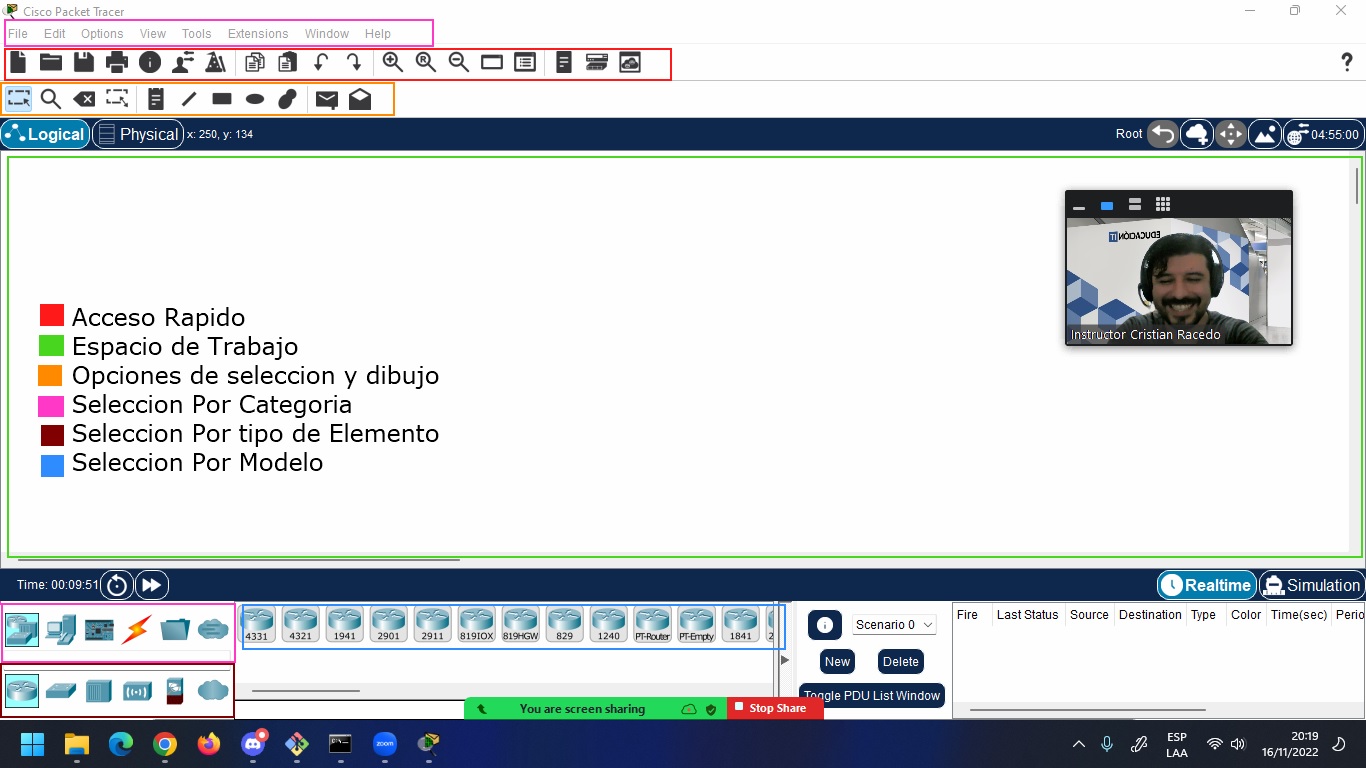 Cisco Packet Tracer
File Edit Options View Tools Extensions Window Help
Logical Physical x: 250, y: 134 Root 04:55:00
EDUCACIÓN IT
Instructor Cristian Racedo
Acceso Rapido
Espacio de Trabajo
Opciones de seleccion y dibujo
Seleccion Por Categoria
Seleccion Por tipo de Elemento
Seleccion Por Modelo
Time: 00:09:51 Realtime Simulation
4331 4321 1941 2901 2911 819IOX 819HGW 829 1240 PT-Router PT-Empty 1841 2
Scenario 0
New Delete
Toggle PDU List Window
Fire Last Status Source Destination Type Color Time(sec) Perio
You are screen sharing Stop Share
zoom
ESP
LAA
20:19
16/11/2022